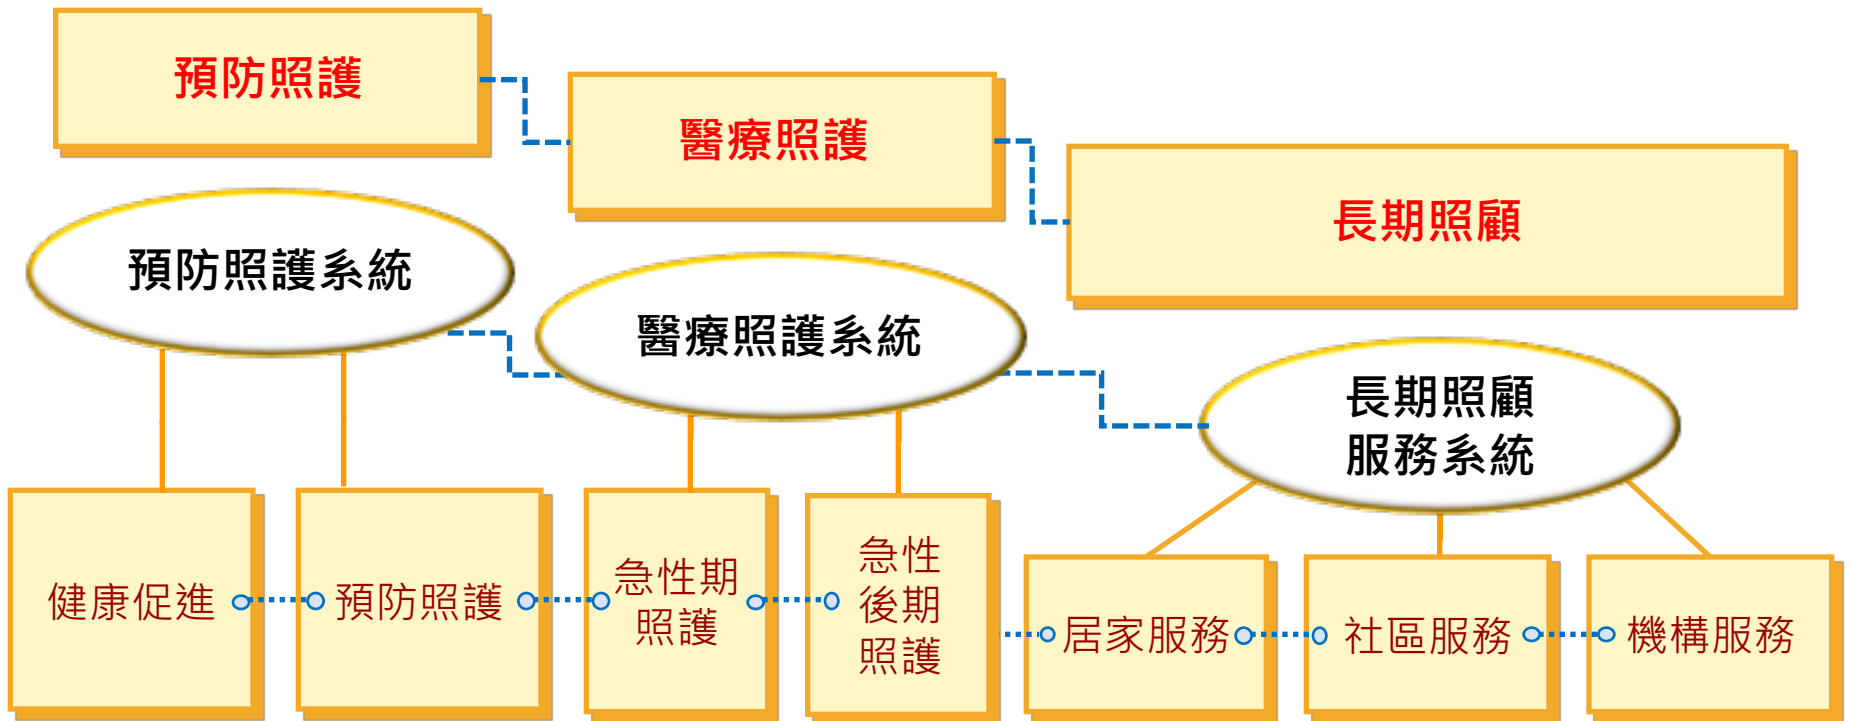 預防照護
醫療照護
長期照顧
預防照護系統
醫療照護系統
長期照顧
服務系統
健康促進
預防照護
急性期
照護
急性
後期
照護
居家服務
社區服務
機構服務